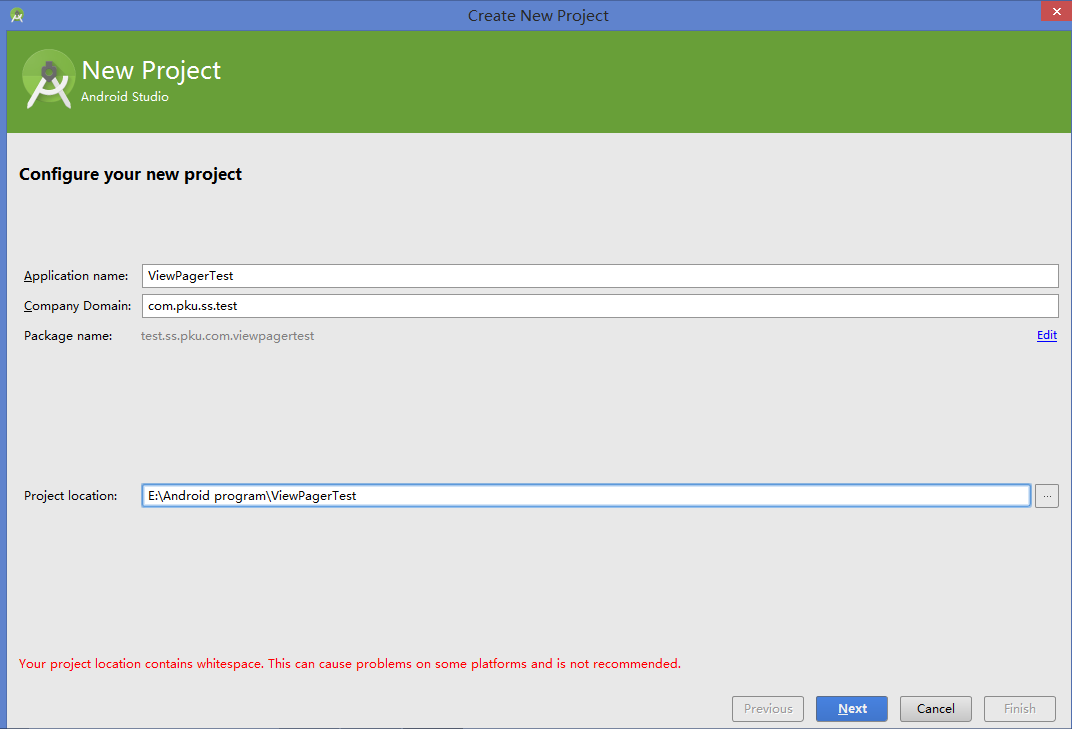 Create New Project
New Project
Android Studio
Configure your new project
Application name: ViewPagerTest
Company Domain: com.pku.ss.test
Package name: test.ss.pku.com.viewpagertest Edit
Project location: E:\Android program\ViewPagerTest ...
Your project location contains whitespace. This can cause problems on some platforms and is not recommended.
Previous Next Cancel Finish